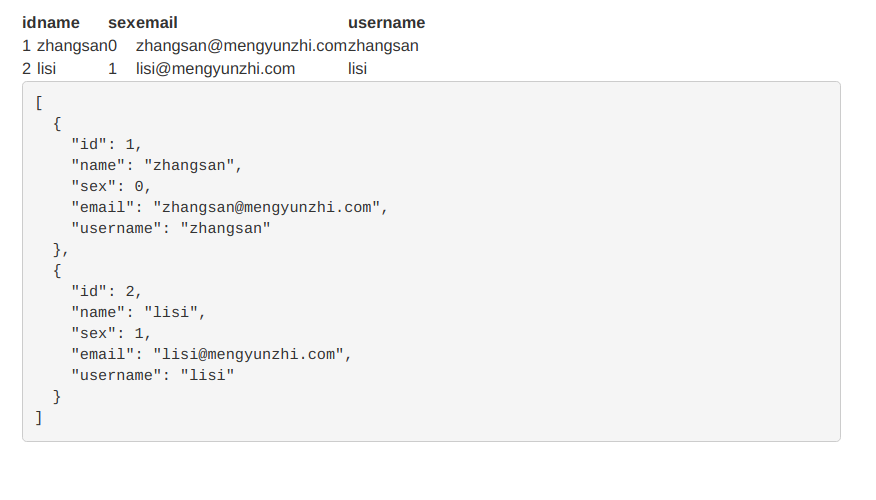 id name sex email username
1 zhangsan 0 zhangsan@mengyunzhi.com zhangsan
2 lisi 1 lisi@mengyunzhi.com lisi
[
  {
    "id": 1,
    "name": "zhangsan",
    "sex": 0,
    "email": "zhangsan@mengyunzhi.com",
    "username": "zhangsan"
  },
  {
    "id": 2,
    "name": "lisi",
    "sex": 1,
    "email": "lisi@mengyunzhi.com",
    "username": "lisi"
  }
]